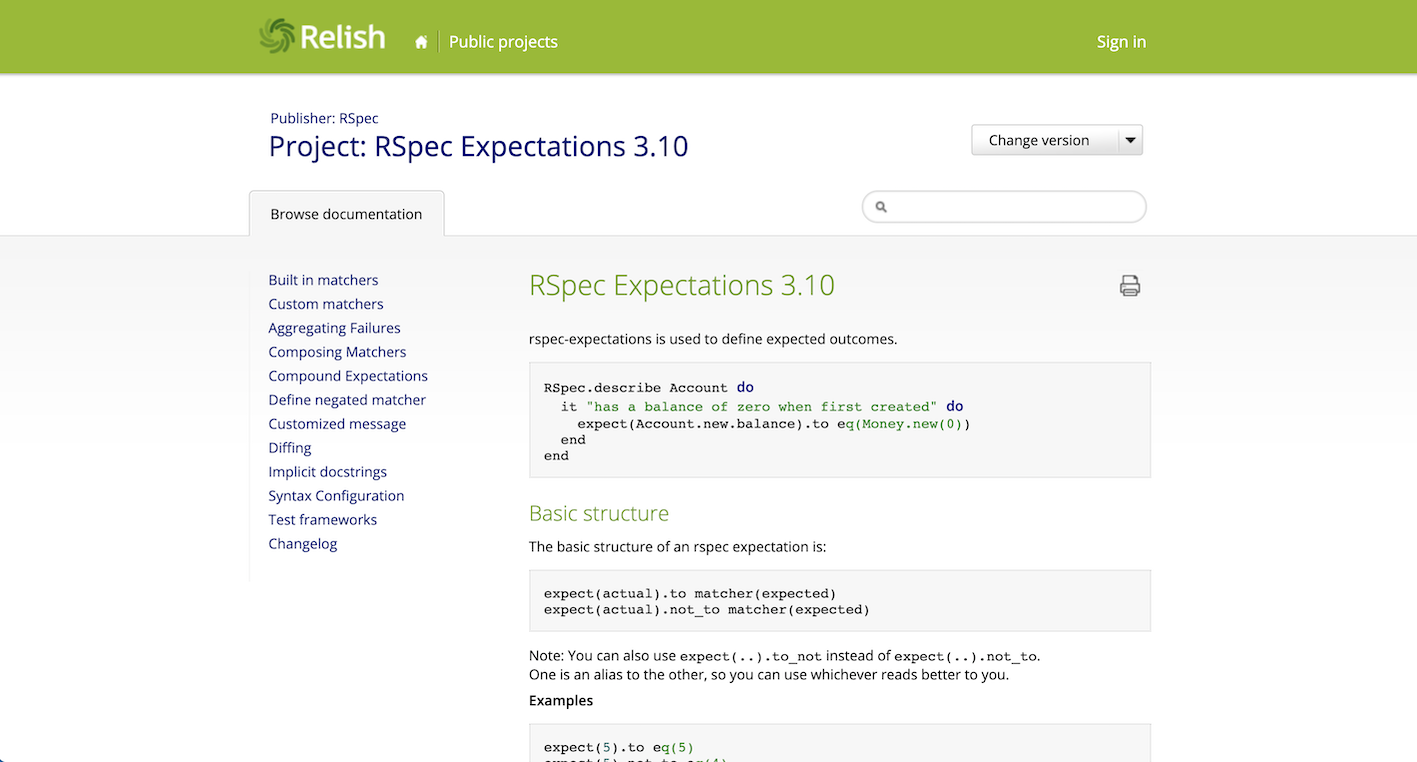 Relish
Public projects
Sign in
Publisher: RSpec
Project: RSpec Expectations 3.10
Change version
Browse documentation
Built in matchers
Custom matchers
Aggregating Failures
Composing Matchers
Compound Expectations
Define negated matcher
Customized message
Diffing
Implicit docstrings
Syntax Configuration
Test frameworks
Changelog
RSpec Expectations 3.10
rspec-expectations is used to define expected outcomes.
RSpec.describe Account do
  it "has a balance of zero when first created" do
    expect(Account.new.balance).to eq(Money.new(0))
  end
end
Basic structure
The basic structure of an rspec expectation is:
expect(actual).to matcher(expected)
expect(actual).not_to matcher(expected)
Note: You can also use expect(..).to_not instead of expect(..).not_to.
One is an alias to the other, so you can use whichever reads better to you.
Examples
expect(5).to eq(5)
expect(5).not_to eq(4)